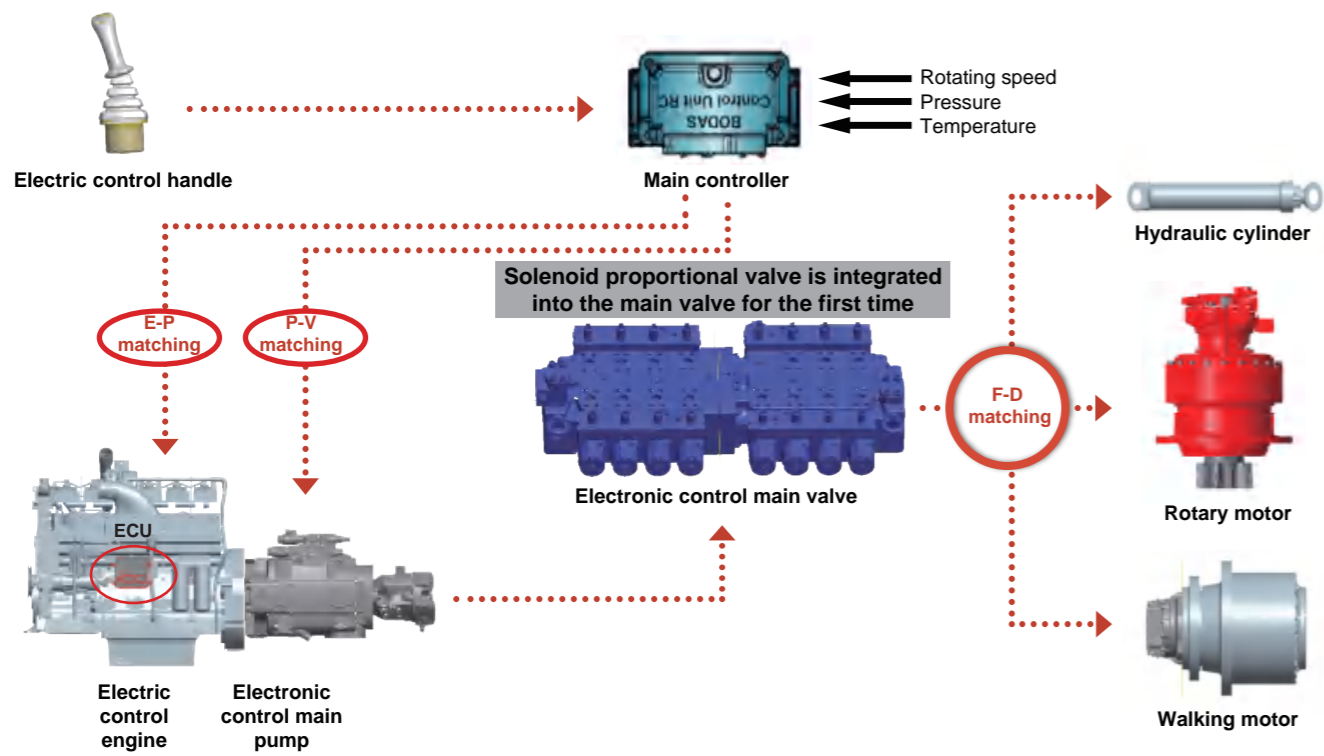 BODAS
Control Unit RC
Rotating speed
Pressure
Temperature
Electric control handle
Main controller
Hydraulic cylinder
Solenoid proportional valve is integrated
into the main valve for the first time
E-P
matching
P-V
matching
F-D
matching
Electronic control main valve
Rotary motor
ECU
Electric
control
engine
Electronic
control main
pump
Walking motor